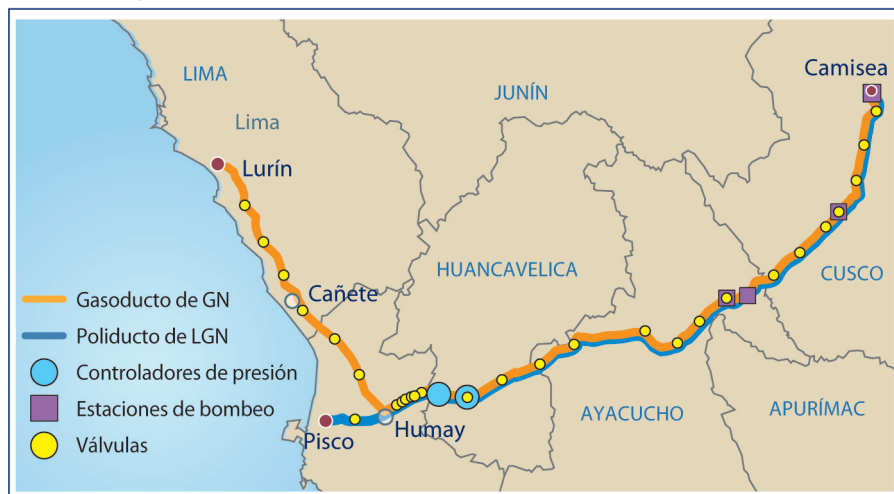 Camisea
LIMA
JUNÍN
Lima
Lurín
HUANCAVELICA
CUSCO
Cañete
Gasoducto de GN
Poliducto de LGN
Controladores de presión
Estaciones de bombeo
Válvulas
AYACUCHO
APURÍMAC
Humay
Pisco